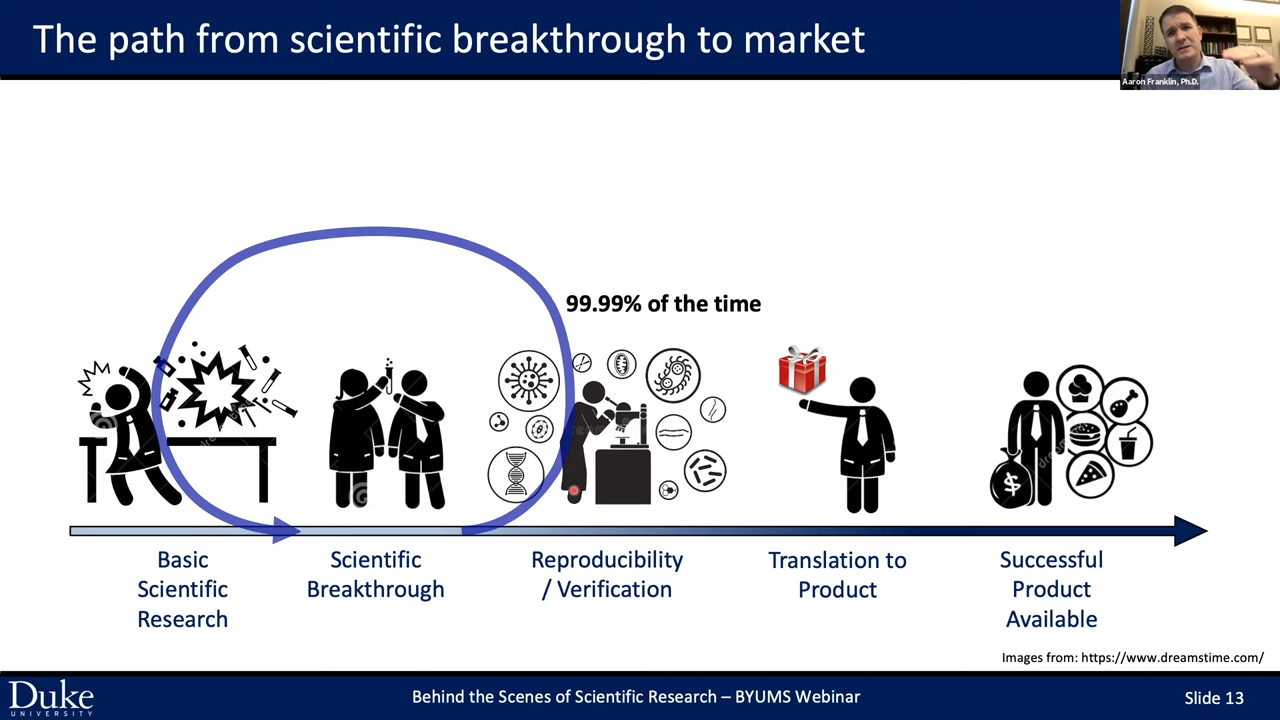 The path from scientific breakthrough to market
Aaron Franklin, Ph.D.
99.99% of the time
$
Basic
Scientific
Research
Scientific
Breakthrough
Reproducibility
/ Verification
Translation to
Product
Successful
Product
Available
Images from: https://www.dreamstime.com/
Duke
UNIVERSITY
Behind the Scenes of Scientific Research – BYUMS Webinar
Slide 13